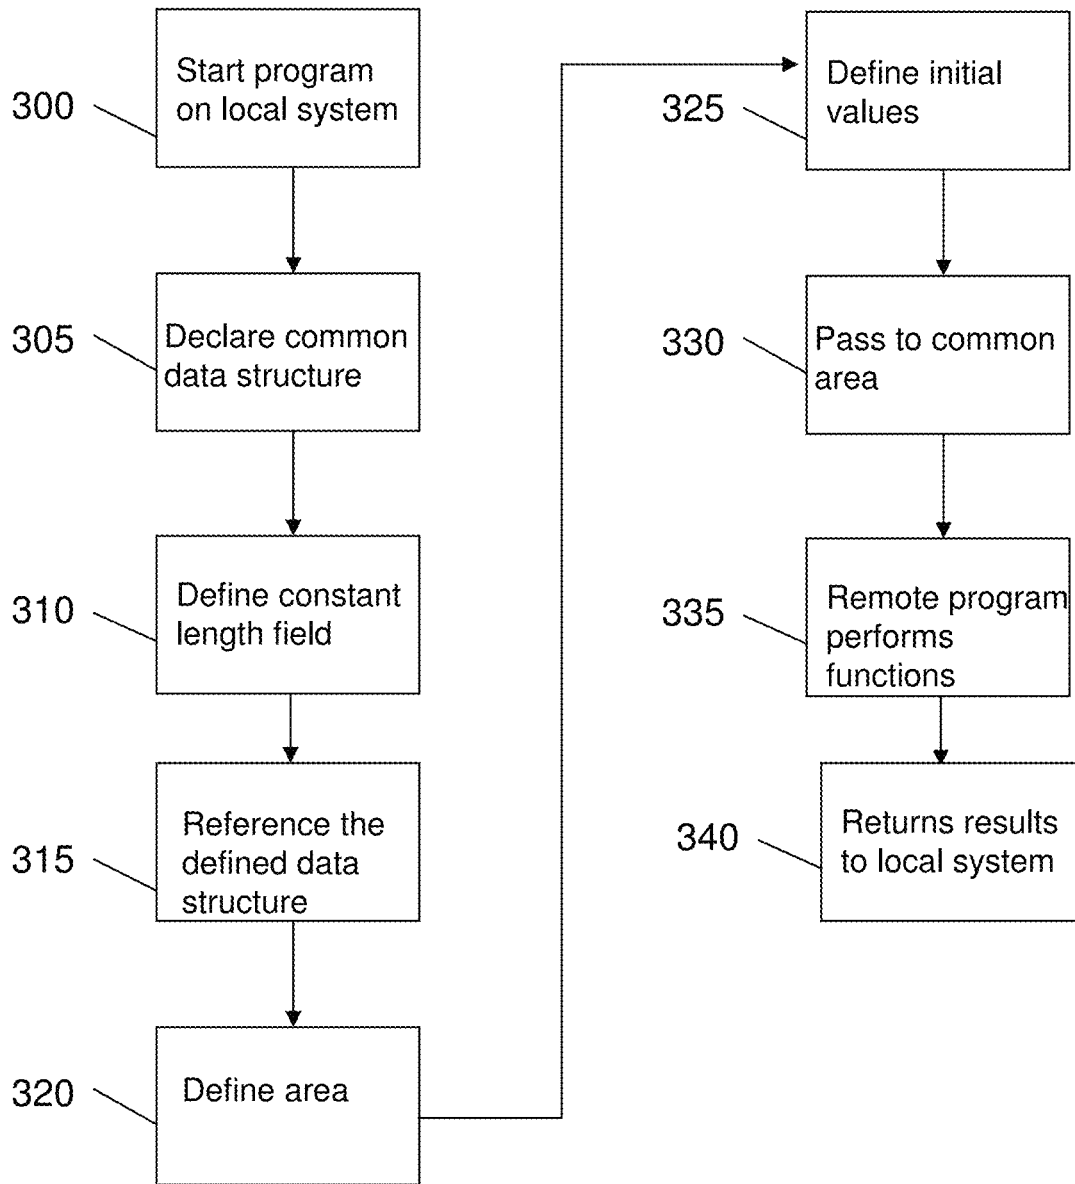 300
Start program
on local system
305
Declare common
data structure
310
Define constant
length field
315
Reference the
defined data
structure
320
Define area
325
Define initial
values
330
Pass to common
area
335
Remote program
performs
functions
340
Returns results
to local system